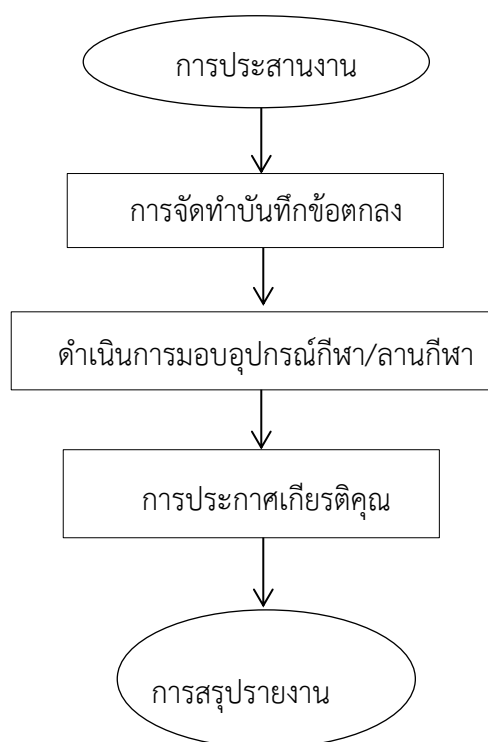 การประสานงาน
การจัดทำบันทึกข้อตกลง
ดำเนินการมอบอุปกรณ์กีฬา/ลานกีฬา
การประกาศเกียรติคุณ
การสรุปรายงาน